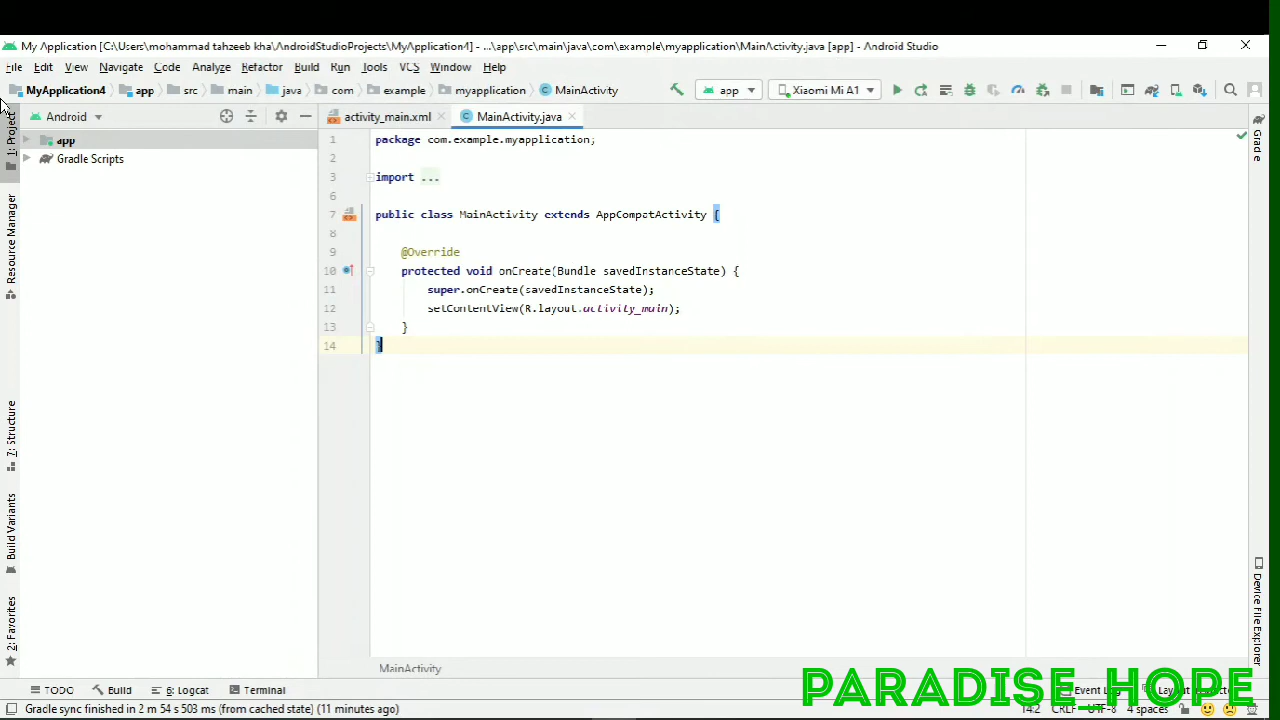 My Application [C:\Users\mohammad tahzeeb kha\AndroidStudioProjects\MyApplication4] - ...\app\src\main\java\com\example\myapplication\MainActivity.java [app] - Android Studio
File Edit View Navigate Code Analyze Refactor Build Run Tools VCS Window Help
MyApplication4 app src main java com example myapplication MainActivity app Xiaomi Mi A1
Android activity_main.xml MainActivity.java
app
Gradle Scripts
1: Project
Resource Manager
7: Structure
Build Variants
2: Favorites
1 package com.example.myapplication;
2
3 import ...
6
7 public class MainActivity extends AppCompatActivity {
8
9 @Override
10 protected void onCreate(Bundle savedInstanceState) {
11 super.onCreate(savedInstanceState);
12 setContentView(R.layout.activity_main);
13 }
14 }
Gradle
Device File Explorer
MainActivity
TODO Build 6: Logcat Terminal Event Log
PARADISE_HOPE
Gradle sync finished in 2 m 54 s 503 ms (from cached state) (11 minutes ago) 14:2 CRLF UTF-8 4 spaces